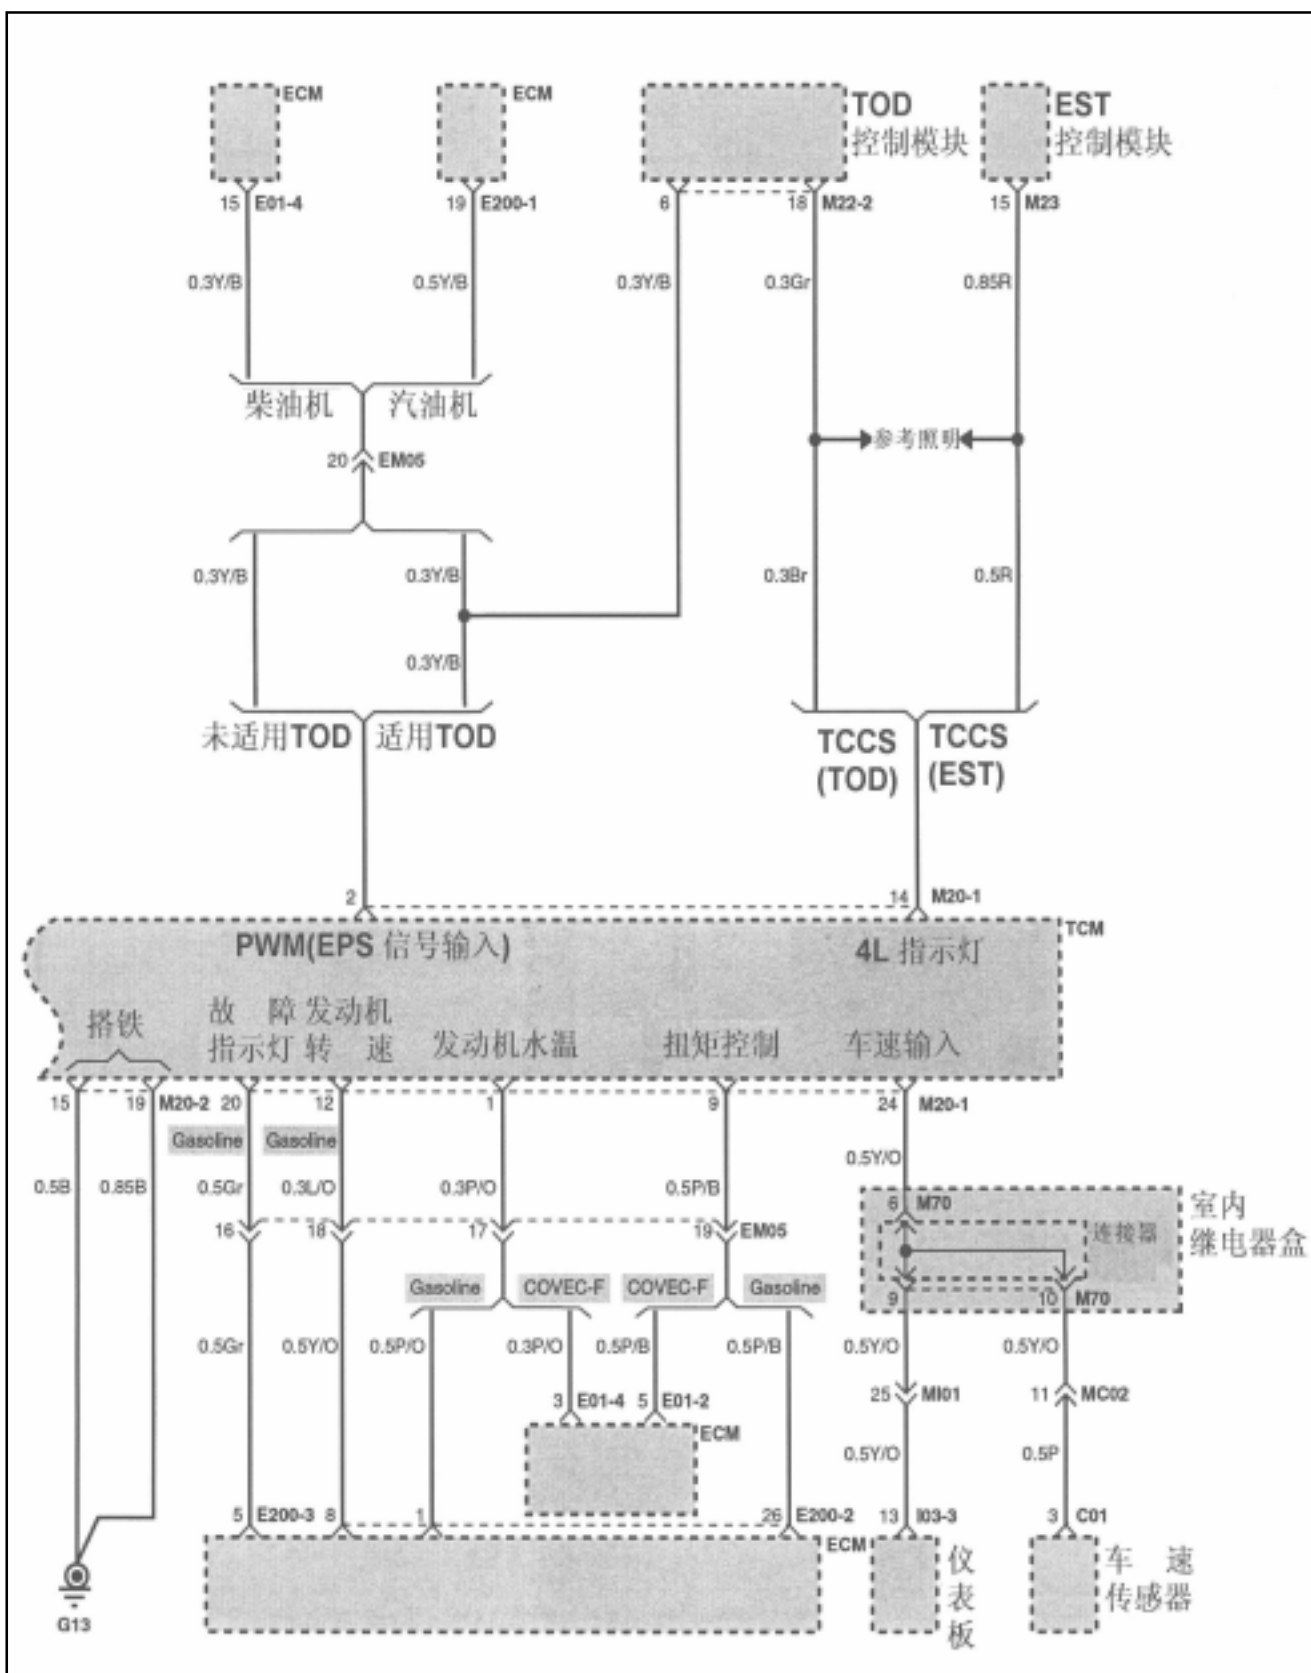 ECM
ECM
TOD
控制模块
EST
控制模块
15 E01-4
19 E200-1
6
18 M22-2
15 M23
0.3Y/B
0.5Y/B
0.3Y/B
0.3Gr
0.85R
柴油机
汽油机
参考照明
20 EM05
0.3Y/B
0.3Y/B
0.3Br
0.5R
0.3Y/B
未适用TOD
适用TOD
TCCS
(TOD)
TCCS
(EST)
2
14 M20-1
TCM
PWM(EPS 信号输入)
4L 指示灯
搭铁
故 障
指示灯
发动机
转 速
发动机水温
扭矩控制
车速输入
15
19 M20-2
20
12
1
9
24 M20-1
Gasoline
Gasoline
0.5B
0.85B
0.5Gr
0.3L/O
0.3P/O
0.5P/B
0.5Y/O
16
18
17
19 EM05
6 M70
连接器
室内
继电器盒
Gasoline
COVEC-F
COVEC-F
Gasoline
9
10 M70
0.5Gr
0.5Y/O
0.5P/O
0.3P/O
0.5P/B
0.5P/B
0.5Y/O
0.5Y/O
3 E01-4
5 E01-2
25 MI01
11 MC02
ECM
0.5Y/O
0.5P
5 E200-3
8
1
26 E200-2
13 I03-3
3 C01
ECM
仪
表
板
车 速
传感器
G13